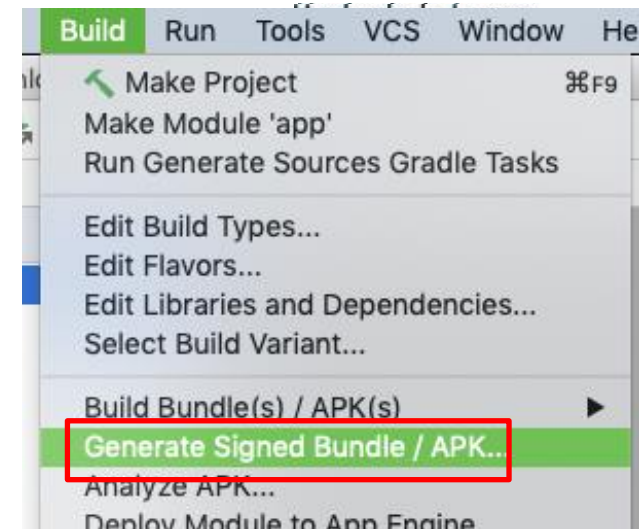 Build Run Tools VCS Window He
Make Project ⌘F9
Make Module 'app'
Run Generate Sources Gradle Tasks
Edit Build Types...
Edit Flavors...
Edit Libraries and Dependencies...
Select Build Variant...
Build Bundle(s) / APK(s)
Generate Signed Bundle / APK...
Analyze APK...
Deploy Module to App Engine